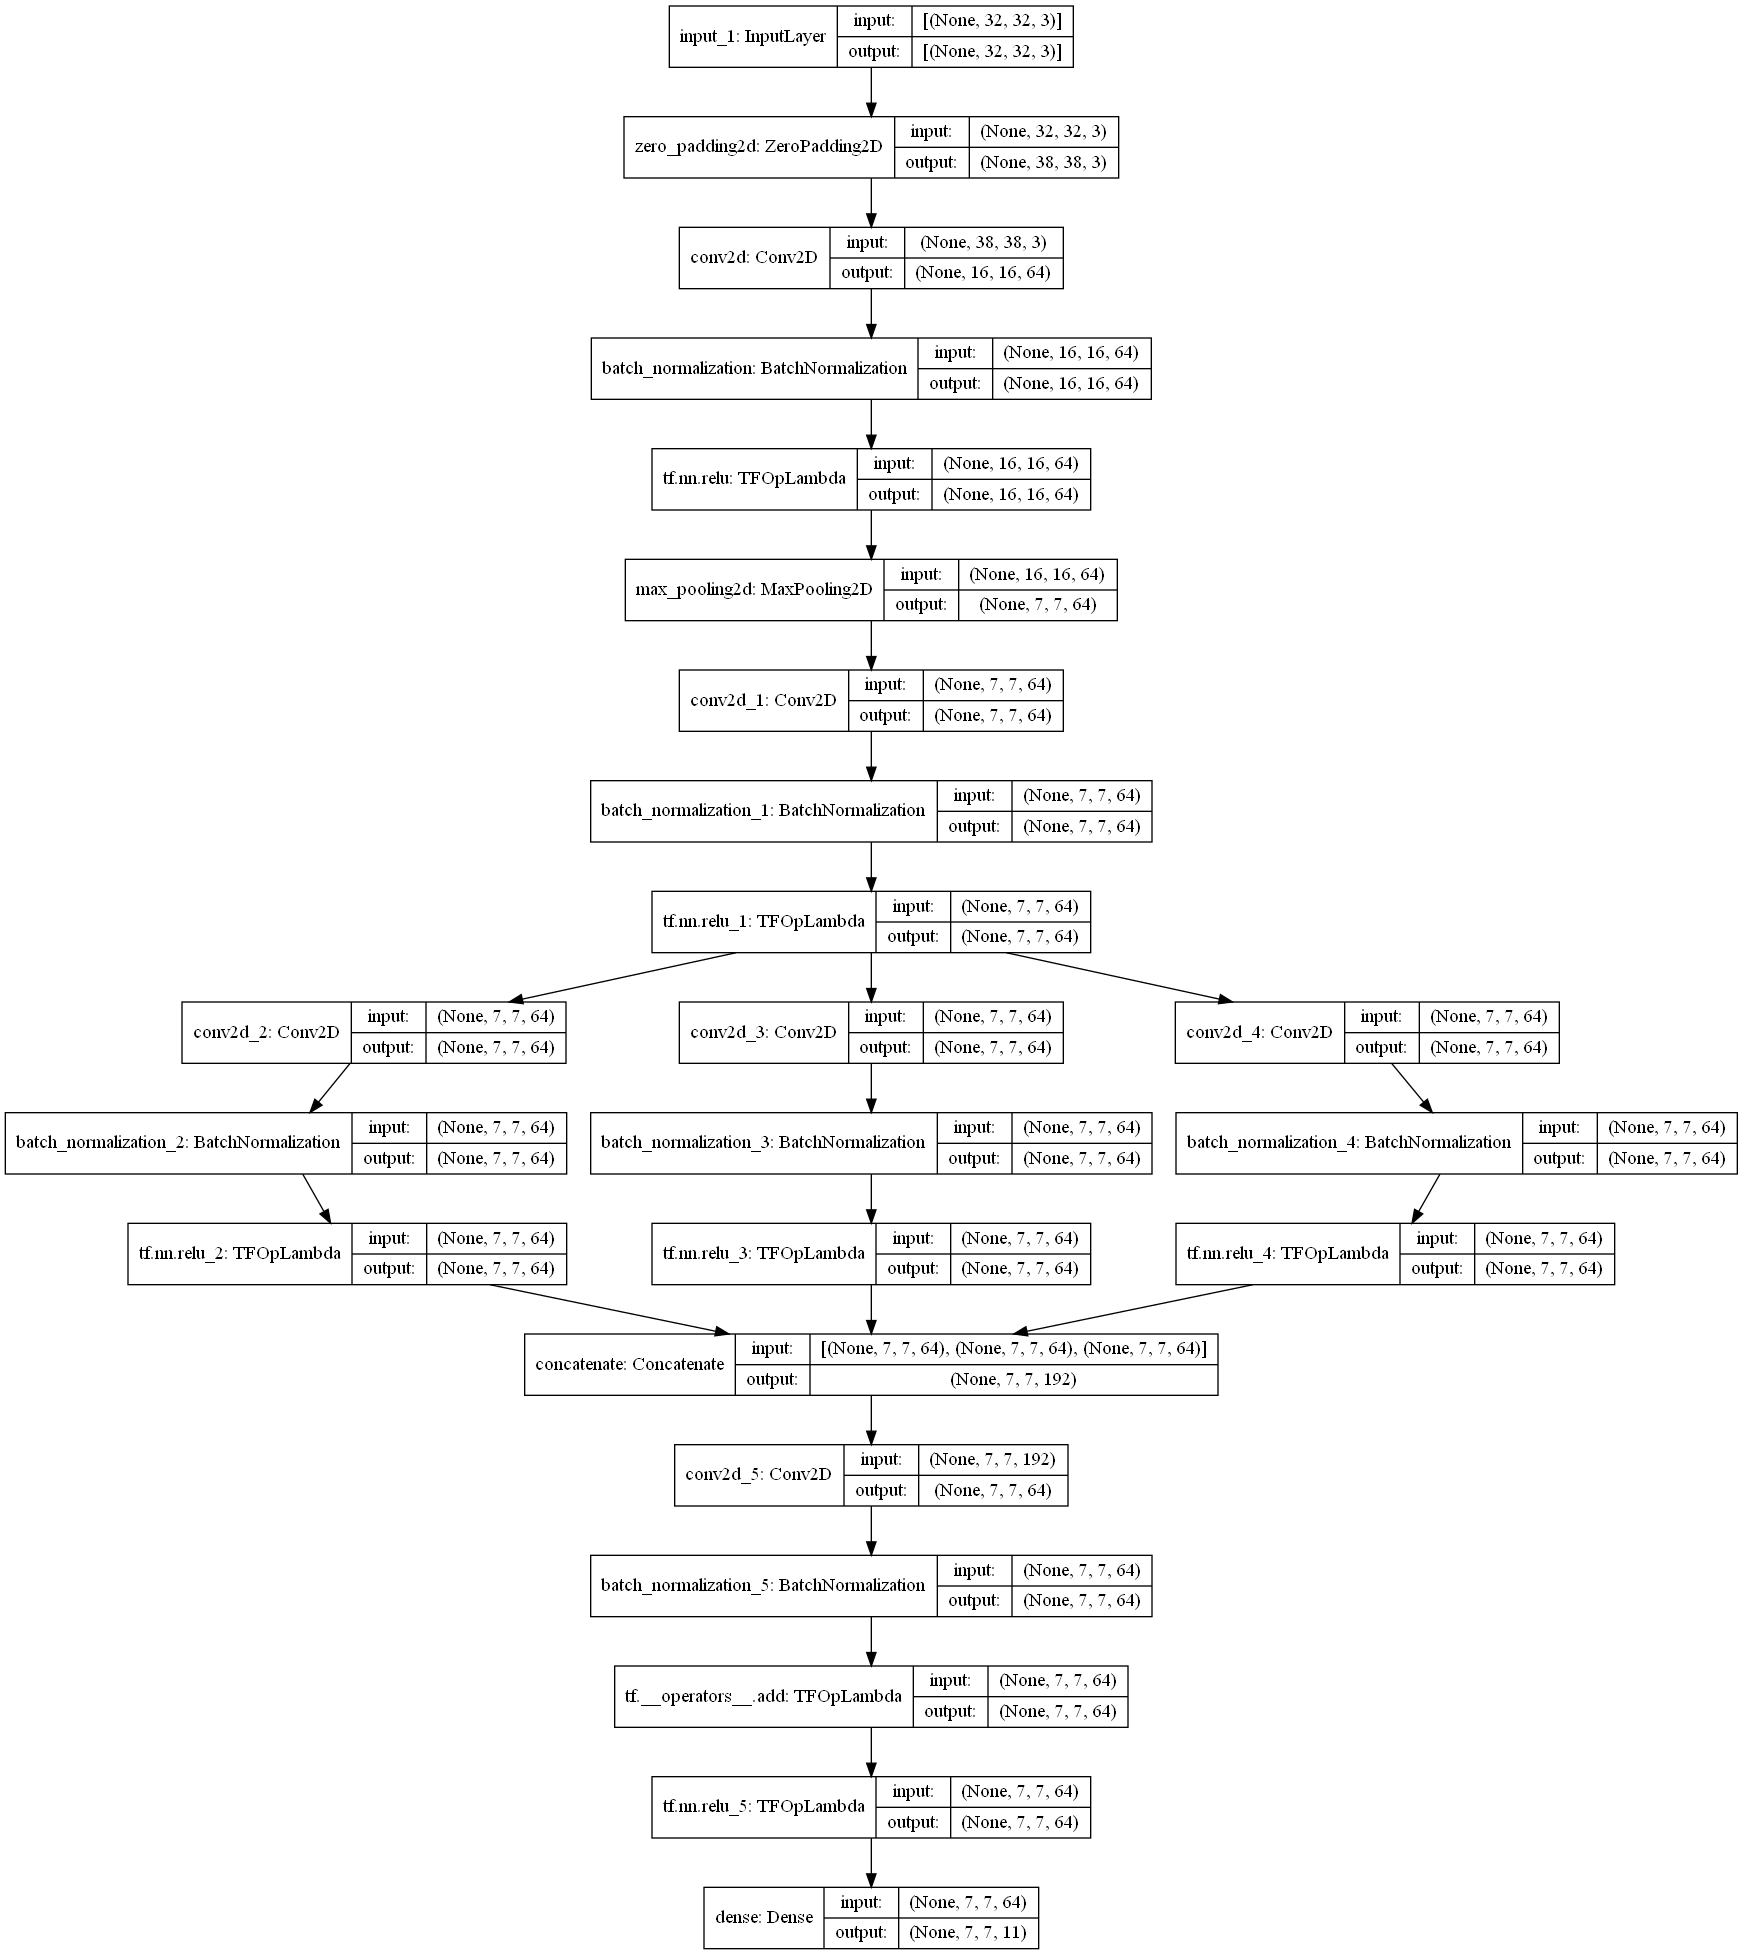 input_1: InputLayer
input: [(None, 32, 32, 3)]
output: [(None, 32, 32, 3)]
zero_padding2d: ZeroPadding2D
input: (None, 32, 32, 3)
output: (None, 38, 38, 3)
conv2d: Conv2D
input: (None, 38, 38, 3)
output: (None, 16, 16, 64)
batch_normalization: BatchNormalization
input: (None, 16, 16, 64)
output: (None, 16, 16, 64)
tf.nn.relu: TFOpLambda
input: (None, 16, 16, 64)
output: (None, 16, 16, 64)
max_pooling2d: MaxPooling2D
input: (None, 16, 16, 64)
output: (None, 7, 7, 64)
conv2d_1: Conv2D
input: (None, 7, 7, 64)
output: (None, 7, 7, 64)
batch_normalization_1: BatchNormalization
input: (None, 7, 7, 64)
output: (None, 7, 7, 64)
tf.nn.relu_1: TFOpLambda
input: (None, 7, 7, 64)
output: (None, 7, 7, 64)
conv2d_2: Conv2D
input: (None, 7, 7, 64)
output: (None, 7, 7, 64)
conv2d_3: Conv2D
input: (None, 7, 7, 64)
output: (None, 7, 7, 64)
conv2d_4: Conv2D
input: (None, 7, 7, 64)
output: (None, 7, 7, 64)
batch_normalization_2: BatchNormalization
input: (None, 7, 7, 64)
output: (None, 7, 7, 64)
batch_normalization_3: BatchNormalization
input: (None, 7, 7, 64)
output: (None, 7, 7, 64)
batch_normalization_4: BatchNormalization
input: (None, 7, 7, 64)
output: (None, 7, 7, 64)
tf.nn.relu_2: TFOpLambda
input: (None, 7, 7, 64)
output: (None, 7, 7, 64)
tf.nn.relu_3: TFOpLambda
input: (None, 7, 7, 64)
output: (None, 7, 7, 64)
tf.nn.relu_4: TFOpLambda
input: (None, 7, 7, 64)
output: (None, 7, 7, 64)
concatenate: Concatenate
input: [(None, 7, 7, 64), (None, 7, 7, 64), (None, 7, 7, 64)]
output: (None, 7, 7, 192)
conv2d_5: Conv2D
input: (None, 7, 7, 192)
output: (None, 7, 7, 64)
batch_normalization_5: BatchNormalization
input: (None, 7, 7, 64)
output: (None, 7, 7, 64)
tf.__operators__.add: TFOpLambda
input: (None, 7, 7, 64)
output: (None, 7, 7, 64)
tf.nn.relu_5: TFOpLambda
input: (None, 7, 7, 64)
output: (None, 7, 7, 64)
dense: Dense
input: (None, 7, 7, 64)
output: (None, 7, 7, 11)